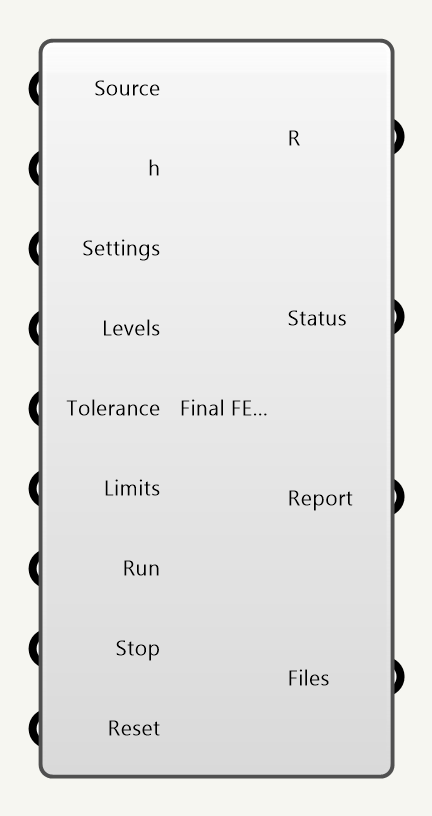 Source
h
Settings
Levels
Tolerance
Limits
Run
Stop
Reset
Final FE...
R
Status
Report
Files